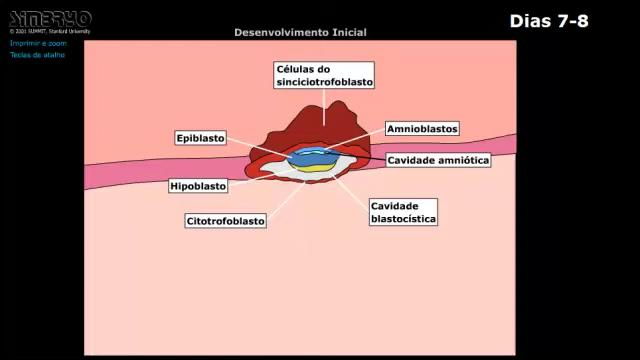 SIMBRYO
© 2001 SUMMIT, Stanford University
Imprimir e zoom
Teclas de atalho
Desenvolvimento Inicial
Dias 7-8
Células do
sinciciotrofoblasto
Epiblasto
Amnioblastos
Cavidade amniótica
Hipoblasto
Cavidade
blastocística
Citotrofoblasto